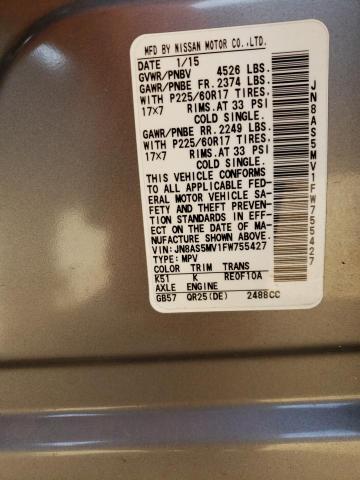 MFD BY NISSAN MOTOR CO.,LTD.
DATE 1/15
GVWR/PNBV 4526 LBS.
GAWR/PNBE FR. 2374 LBS.
WITH P225/60R17 TIRES,
17×7 RIMS.AT 33 PSI
COLD SINGLE.
GAWR/PNBE RR. 2249 LBS.
WITH P225/60R17 TIRES,
17×7 RIMS.AT 33 PSI
COLD SINGLE.
THIS VEHICLE CONFORMS
TO ALL APPLICABLE FED-
ERAL MOTOR VEHICLE SA-
FETY AND THEFT PREVEN-
TION STANDARDS IN EFF-
ECT ON THE DATE OF MA-
NUFACTURE SHOWN ABOVE.
VIN: JN8AS5MV1FW755427
TYPE: MPV
COLOR TRIM TRANS
K51 K RE0F10A
AXLE ENGINE
GB57 QR25(DE) 2488CC
JN8AS5MV1FW755427